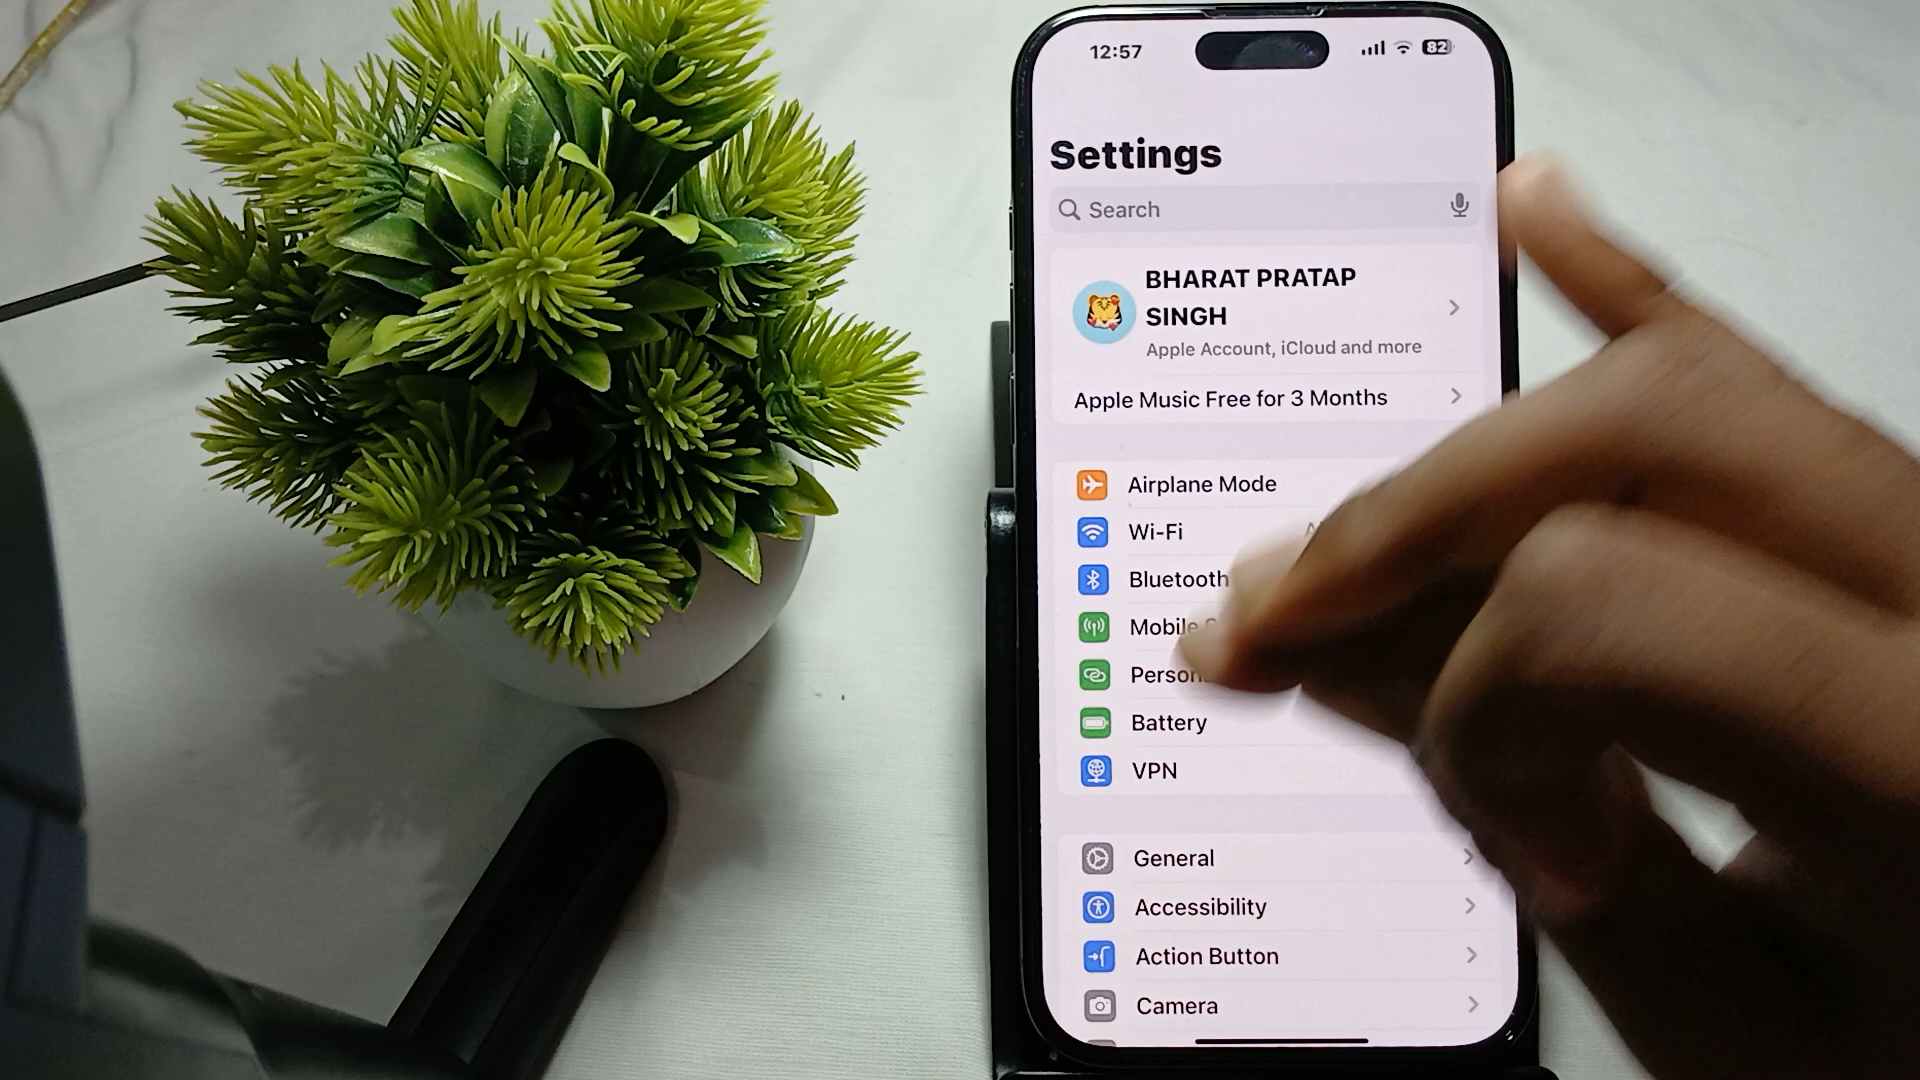 12:57
82
Settings
Search
BHARAT PRATAP
SINGH
Apple Account, iCloud and more
Apple Music Free for 3 Months
Airplane Mode
Wi-Fi
Bluetooth
Mobile
Battery
VPN
General
Accessibility
Action Button
Camera